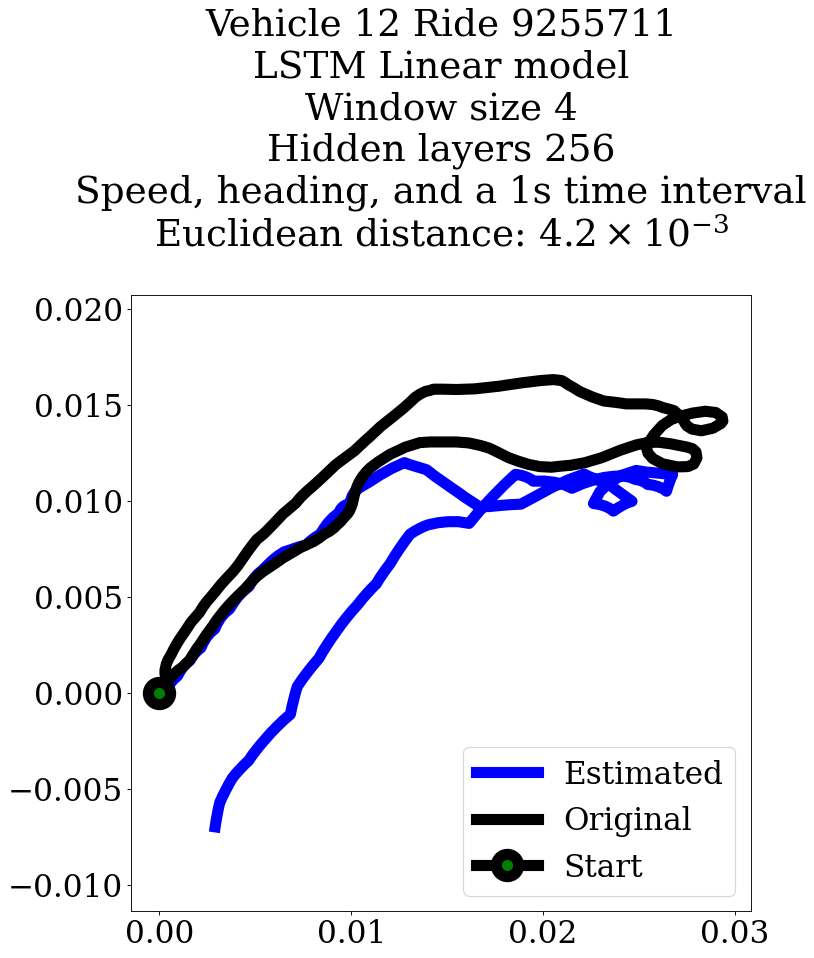 Vehicle 12 Ride 9255711
LSTM Linear model
Window size 4
Hidden layers 256
Speed, heading, and a 1s time interval
Euclidean distance: 4.2 × 10⁻³
0.020
0.015
0.010
0.005
0.000
−0.005
−0.010
Estimated
Original
Start
0.00 0.01 0.02 0.03